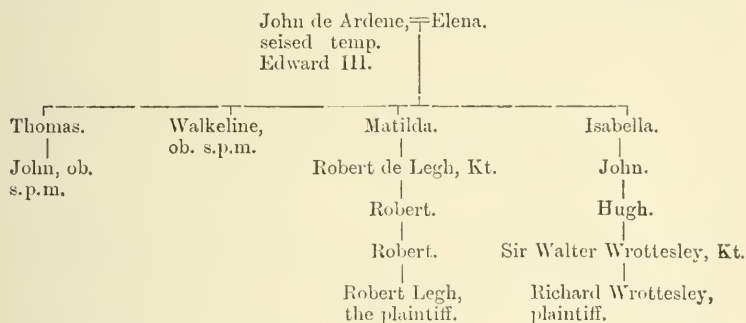 John de Ardene,╤Elena.
seised temp.
Edward III.
Thomas. Walkeline, Matilda. Isabella.
ob. s.p.m.
John, ob. Robert de Legh, Kt. John.
s.p.m.
Robert. Hugh.
Robert. Sir Walter Wrottesley, Kt.
Robert Legh, Richard Wrottesley,
the plaintiff. plaintiff.